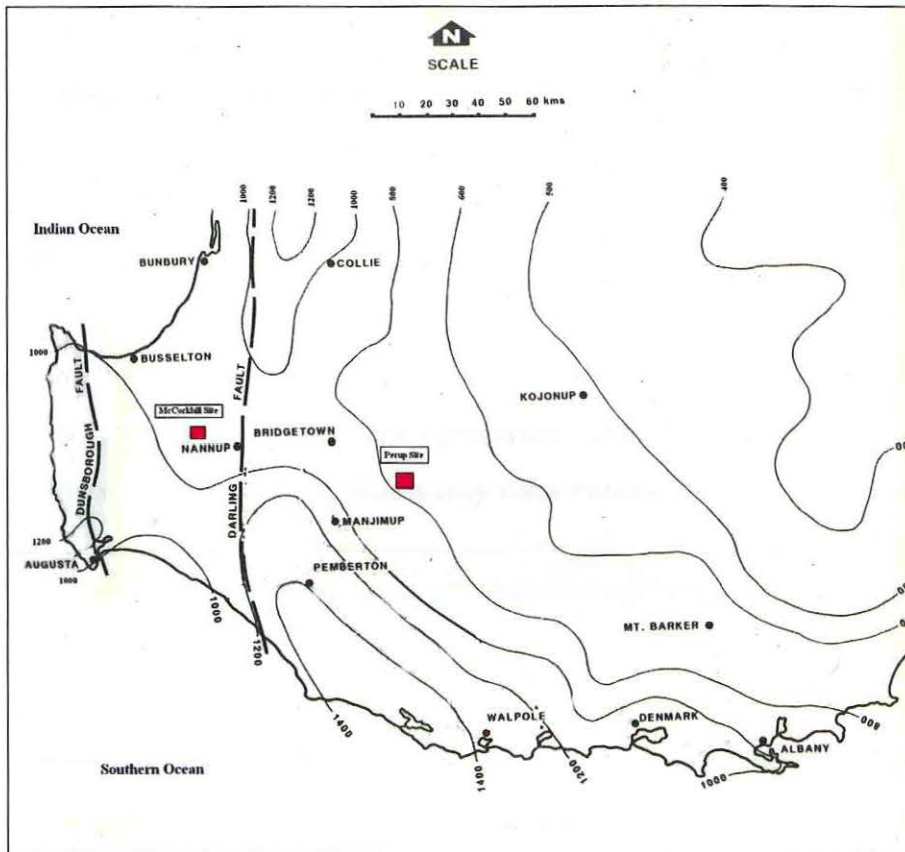 N
SCALE
10 20 30 40 50 60 kms
1000
1200
1200
1000
800
600
500
400
Indian Ocean
BUNBURY
COLLIE
1000
BUSSELTON
FAULT
FAULT
KOJONUP
McCorkhill Site
BRIDGETOWN
NANNUP
Perup Site
DUNSBOROUGH
DARLING
MANJIMUP
1200
AUGUSTA
1000
PEMBERTON
1000
1200
MT. BARKER
1400
WALPOLE
DENMARK
800
ALBANY
1200
1400
1000
Southern Ocean